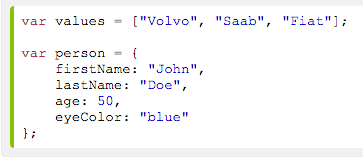 var values = ["Volvo", "Saab", "Fiat"];

var person = {
    firstName: "John",
    lastName: "Doe",
    age: 50,
    eyeColor: "blue"
};